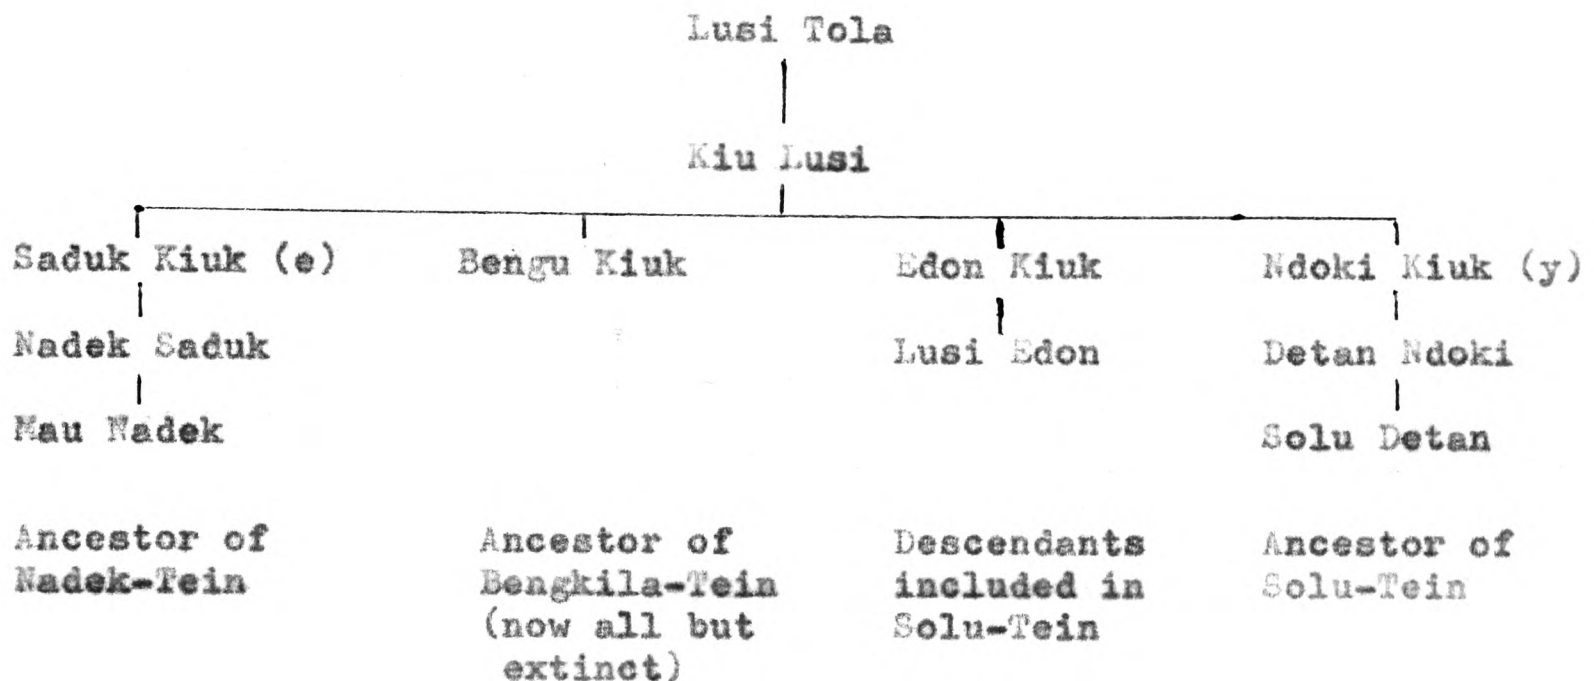 Lusi Tola
Kiu Lusi
Saduk Kiuk (e) Bengu Kiuk Edon Kiuk Ndoki Kiuk (y)
Nadek Saduk Lusi Edon Detan Ndoki
Mau Nadek Solu Detan
Ancestor of Ancestor of Descendants Ancestor of
Nadek-Tein Bengkila-Tein included in Solu-Tein
(now all but Solu-Tein
extinct)